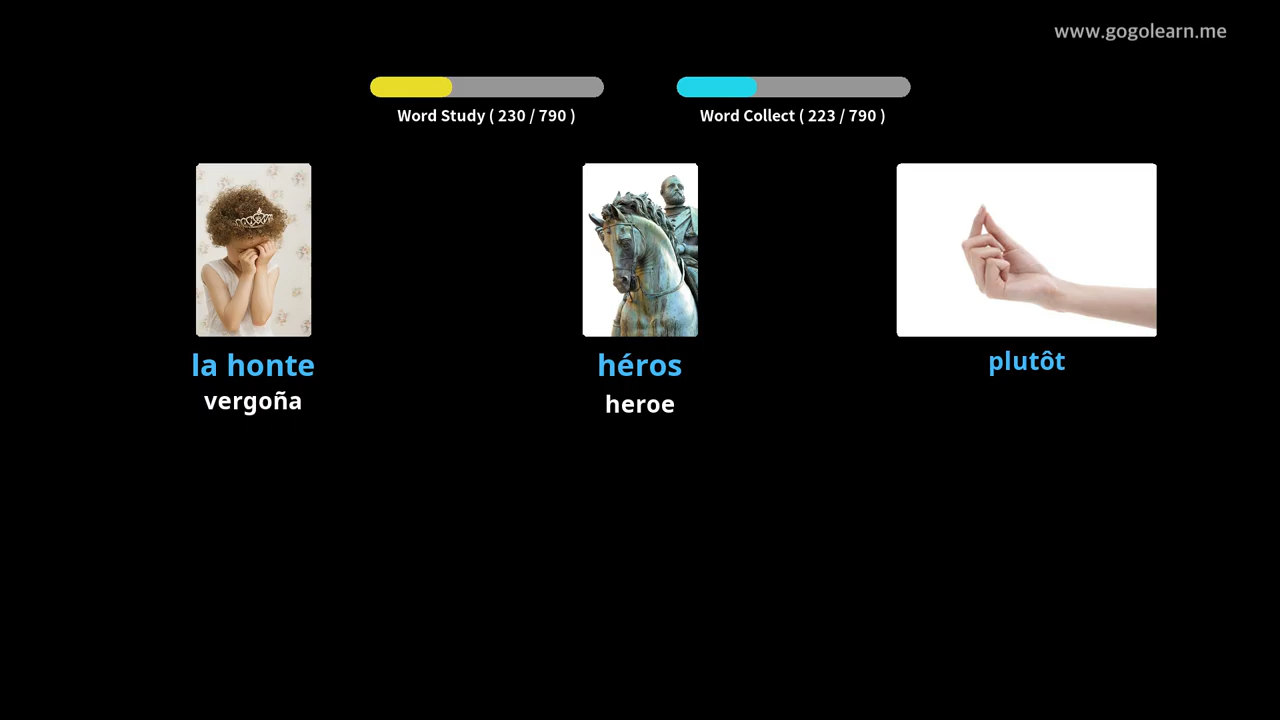 www.gogolearn.me
Word Study ( 230 / 790 )
Word Collect ( 223 / 790 )
la honte
vergoña
héros
heroe
plutôt